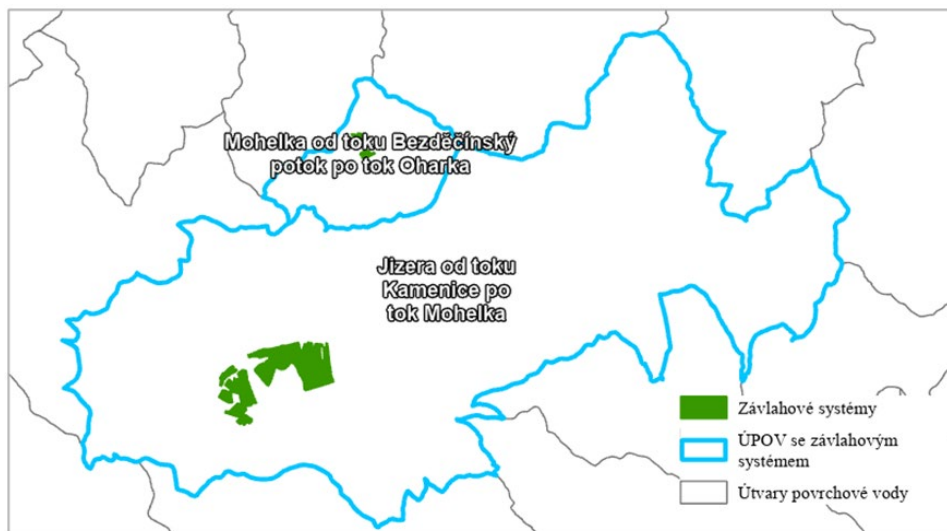 Mohelka od toku Bezděčínský
potok po tok Oharka
Jizera od toku
Kamenice po
tok Mohelka
Závlahové systémy
ÚPOV se závlahovým
systémem
Útvary povrchové vody